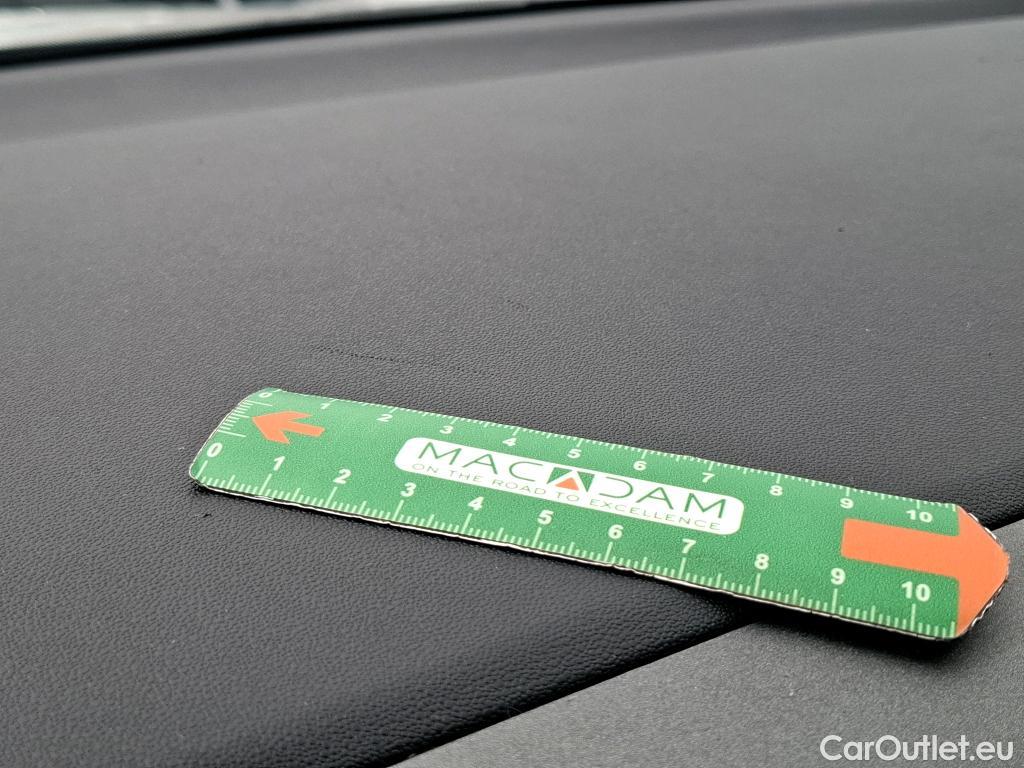 0 1 2 3 4 5 6 7 8 9 10
MACADAM
ON THE ROAD TO EXCELLENCE
0 1 2 3 4 5 6 7 8 9 10
CarOutlet.eu